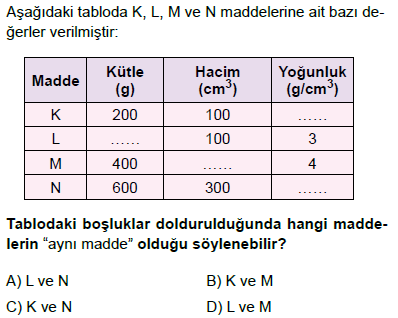 Aşağıdaki tabloda K, L, M ve N maddelerine ait bazı de-
ğerler verilmiştir:
Madde Kütle (g) Hacim (cm³) Yoğunluk (g/cm³)
K 200 100 ......
L ...... 100 3
M 400 ...... 4
N 600 300 ......
Tablodaki boşluklar doldurulduğunda hangi madde-
lerin “aynı madde” olduğu söylenebilir?
A) L ve N B) K ve M
C) K ve N D) L ve M